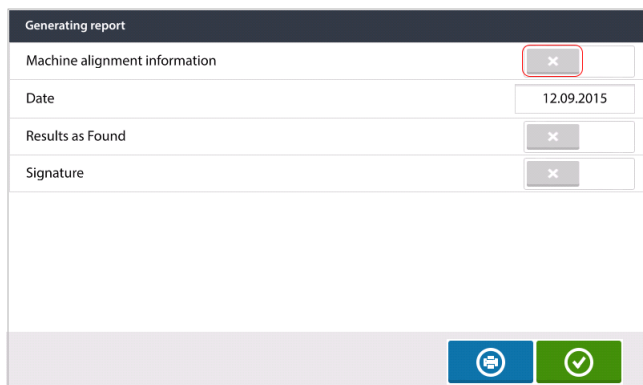 Generating report
Machine alignment information
Date 12.09.2015
Results as Found
Signature